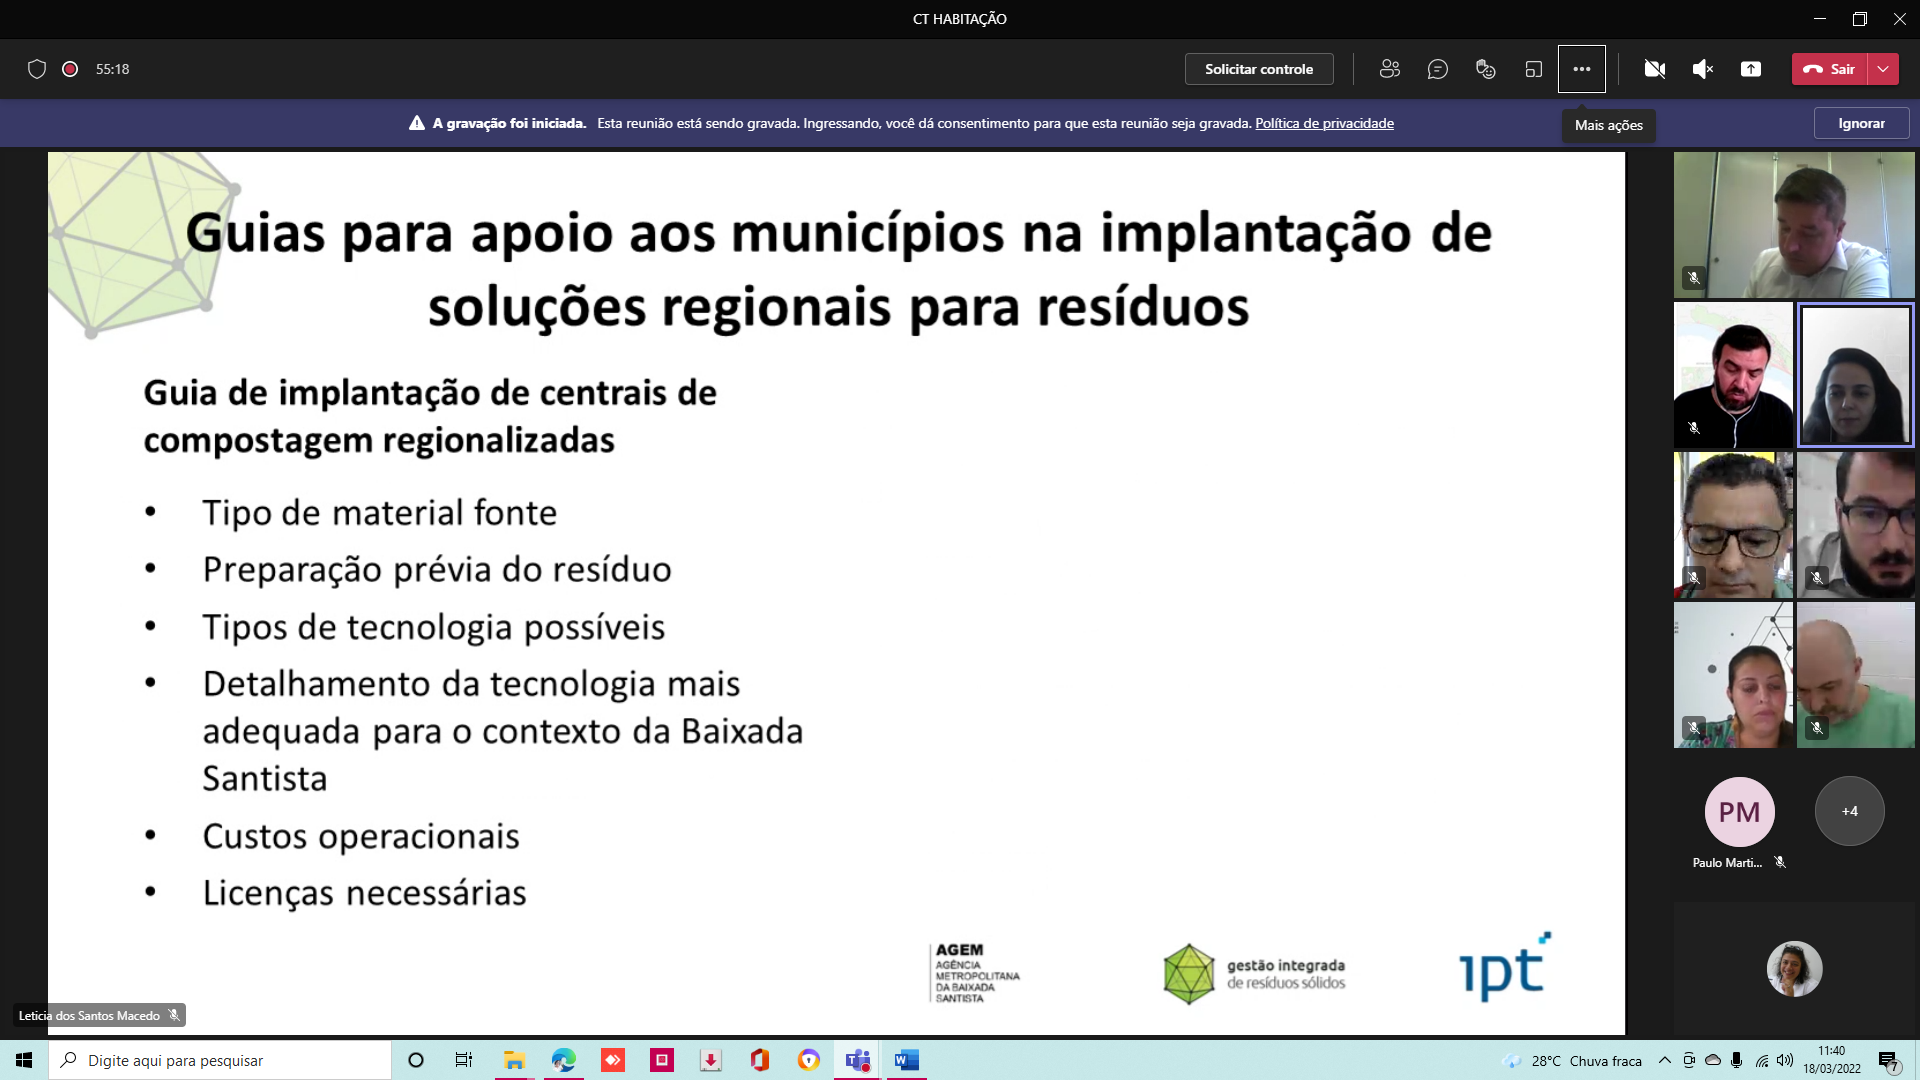 CT HABITAÇÃO
55:18
Solicitar controle
Sair
A gravação foi iniciada. Esta reunião está sendo gravada. Ingressando, você dá consentimento para que esta reunião seja gravada. Política de privacidade
Mais ações
Ignorar
Guias para apoio aos municípios na implantação de
soluções regionais para resíduos
Guia de implantação de centrais de
compostagem regionalizadas
• Tipo de material fonte
• Preparação prévia do resíduo
• Tipos de tecnologia possíveis
• Detalhamento da tecnologia mais
adequada para o contexto da Baixada
Santista
• Custos operacionais
• Licenças necessárias
AGEM
AGÊNCIA
METROPOLITANA
DA BAIXADA
SANTISTA
gestão integrada
de resíduos sólidos
ipt
PM
+4
Paulo Marti...
Leticia dos Santos Macedo
Digite aqui para pesquisar
28°C Chuva fraca
11:40
18/03/2022
7